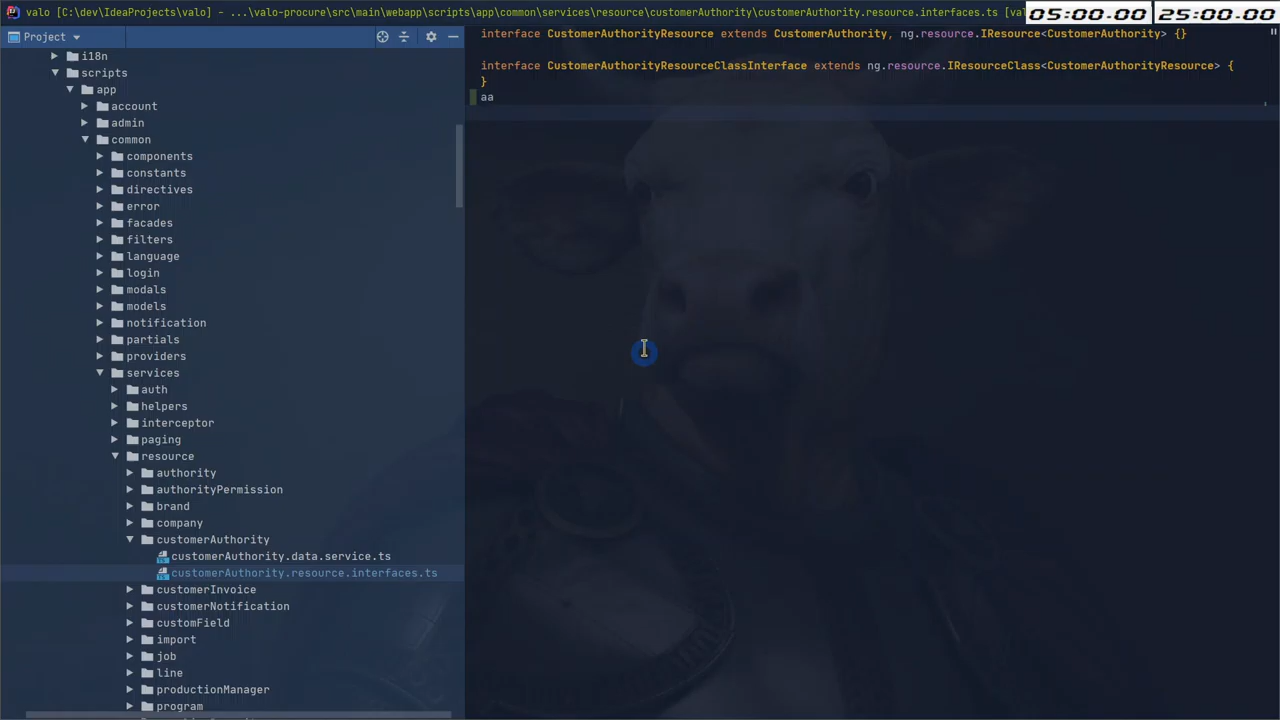 valo [C:\dev\IdeaProjects\valo] - ...\valo-procure\src\main\webapp\scripts\app\common\services\resource\customerAuthority\customerAuthority.resource.interfaces.ts
05:00.00 25:00.00
Project
i18n
scripts
app
account
admin
common
components
constants
directives
error
facades
filters
language
login
modals
models
notification
partials
providers
services
auth
helpers
interceptor
paging
resource
authority
authorityPermission
brand
company
customerAuthority
customerAuthority.data.service.ts
customerAuthority.resource.interfaces.ts
customerInvoice
customerNotification
customField
import
job
line
productionManager
program
interface CustomerAuthorityResource extends CustomerAuthority, ng.resource.IResource<CustomerAuthority> {}
interface CustomerAuthorityResourceClassInterface extends ng.resource.IResourceClass<CustomerAuthorityResource> {
}
aa